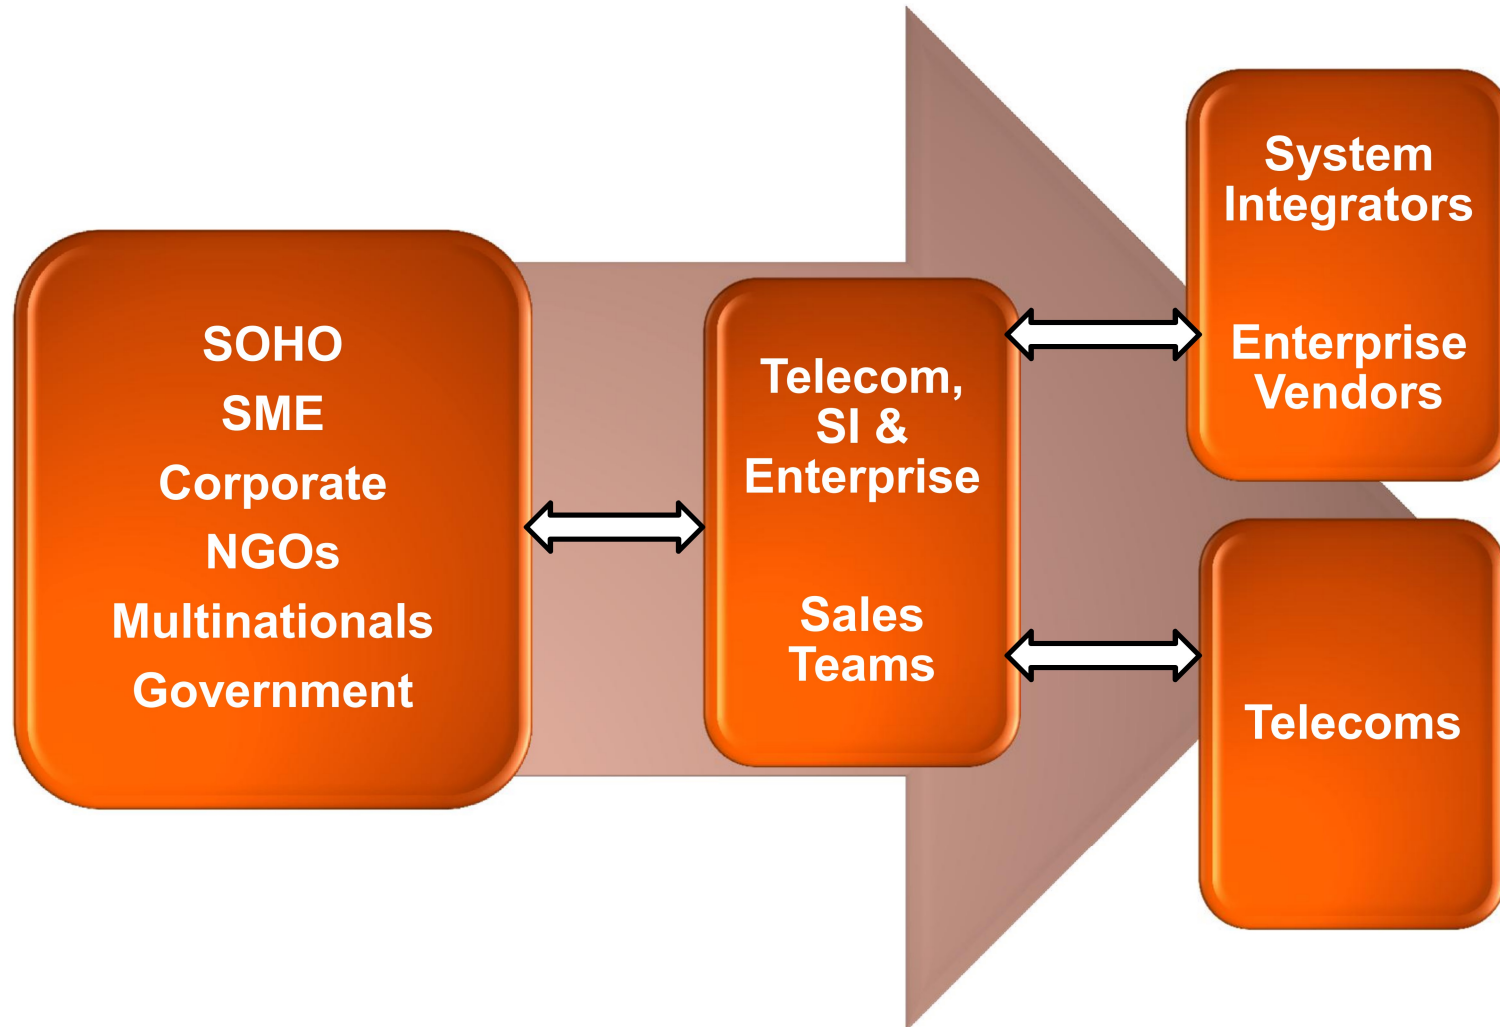 SOHO
SME
Corporate
NGOs
Multinationals
Government
Telecom,
SI &
Enterprise
Sales
Teams
System
Integrators
Enterprise
Vendors
Telecoms